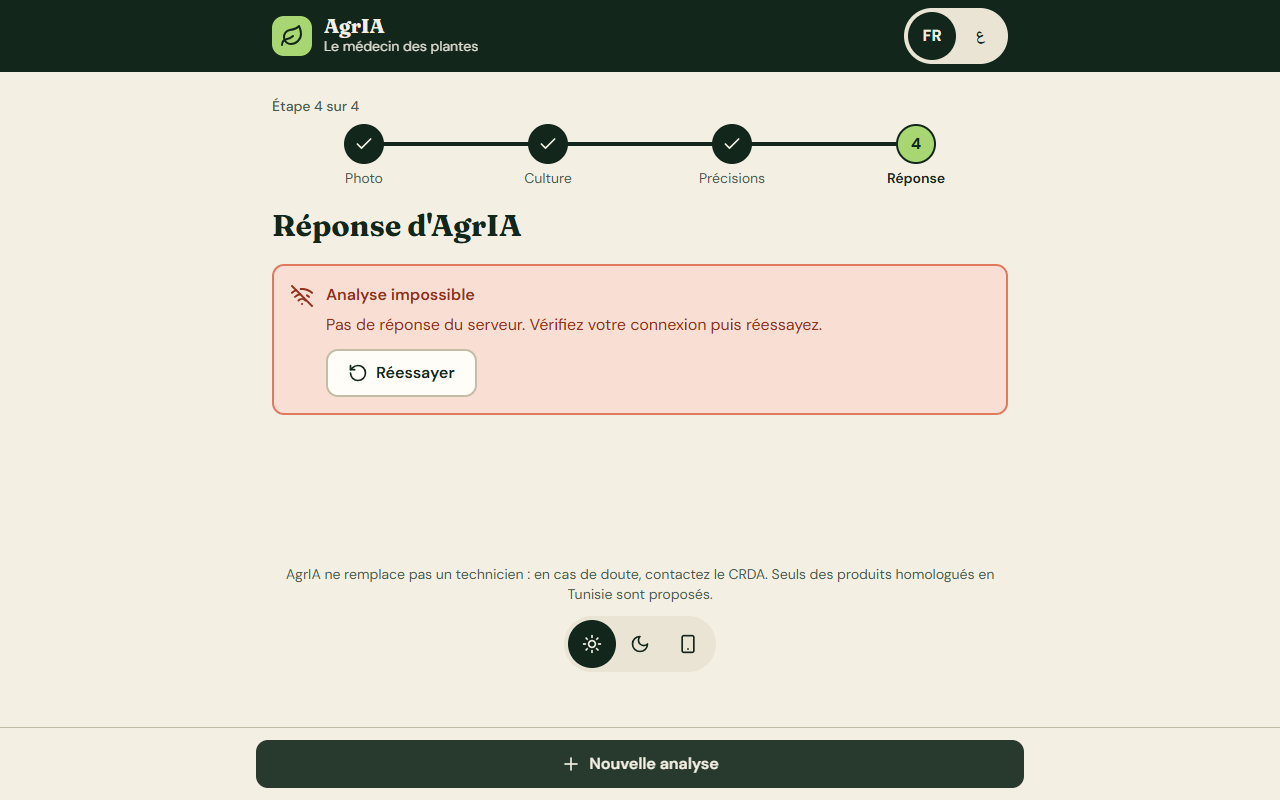 AgrIA
Le médecin des plantes
FR
ع
Étape 4 sur 4
4
Photo
Culture
Précisions
Réponse
Réponse d'AgrIA
Analyse impossible
Pas de réponse du serveur. Vérifiez votre connexion puis réessayez.
Réessayer
AgrIA ne remplace pas un technicien : en cas de doute, contactez le CRDA. Seuls des produits homologués en
Tunisie sont proposés.
Nouvelle analyse